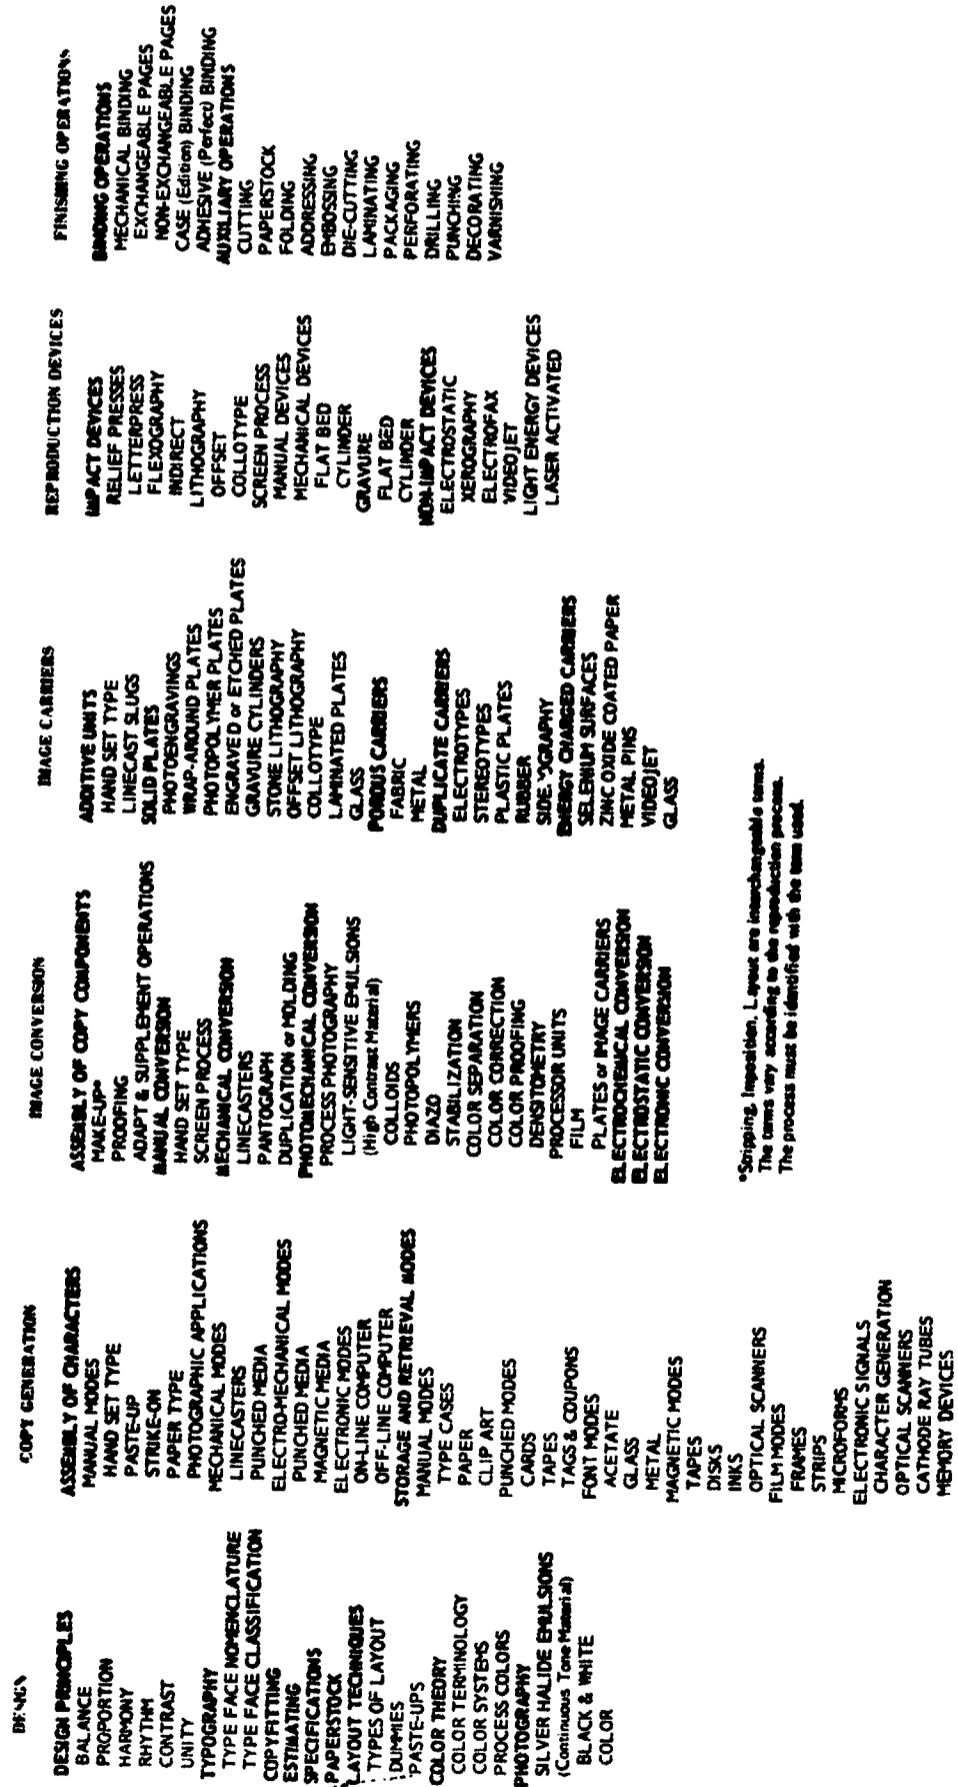 DESIGN
DESIGN PRINCIPLES
BALANCE
PROPORTION
HARMONY
RHYTHM
CONTRAST
UNITY
TYPOGRAPHY
TYPE FACE NOMENCLATURE
TYPE FACE CLASSIFICATION
COPYFITTING
ESTIMATING
SPECIFICATIONS
PAPERSTOCK
LAYOUT TECHNIQUES
TYPES OF LAYOUT
DUMMIES
PASTE-UPS
COLOR THEORY
COLOR TERMINOLOGY
COLOR SYSTEMS
PROCESS COLORS
PHOTOGRAPHY
SILVER HALIDE EMULSIONS
(Continuous Tone Material)
BLACK & WHITE
COLOR
COPY GENERATION
ASSEMBLY OF CHARACTERS
MANUAL MODES
HAND SET TYPE
PASTE-UP
STRIKE-ON
PAPER TYPE
PHOTOGRAPHIC APPLICATIONS
MECHANICAL MODES
LINECASTERS
PUNCHED MEDIA
ELECTRO-MECHANICAL MODES
PUNCHED MEDIA
MAGNETIC MEDIA
ELECTRONIC MODES
ON-LINE COMPUTER
OFF-LINE COMPUTER
STORAGE AND RETRIEVAL MODES
MANUAL MODES
TYPE CASES
PAPER
CLIP ART
PUNCHED MODES
CARDS
TAPES
TAGS & COUPONS
FONT MODES
ACETATE
GLASS
METAL
MAGNETIC MODES
TAPES
DISKS
INKS
OPTICAL SCANNERS
FILM MODES
FRAMES
STRIPS
MICROFORMS
ELECTRONIC SIGNALS
CHARACTER GENERATION
OPTICAL SCANNERS
CATHODE RAY TUBES
MEMORY DEVICES
IMAGE CONVERSION
ASSEMBLY OF COPY COMPONENTS
MAKE-UP*
PROOFING
ADAPT & SUPPLEMENT OPERATIONS
MANUAL CONVERSION
HAND SET TYPE
SCREEN PROCESS
MECHANICAL CONVERSION
LINECASTERS
PANTOGRAPH
DUPLICATION or MOLDING
PHOTOMECHANICAL CONVERSION
PROCESS PHOTOGRAPHY
LIGHT-SENSITIVE EMULSIONS
(High Contrast Material)
COLLOIDS
PHOTOPOLYMERS
DIAZO
STABILIZATION
COLOR SEPARATION
COLOR CORRECTION
COLOR PROOFING
DENSITOMETRY
PROCESSOR UNITS
FILM
PLATES or IMAGE CARRIERS
ELECTROCHEMICAL CONVERSION
ELECTROSTATIC CONVERSION
ELECTRONIC CONVERSION
*Stripping, Imposition, Layout are interchangeable terms.
The terms vary according to the reproduction process.
The process must be identified with the term used.
IMAGE CARRIERS
ADDITIVE UNITS
HAND SET TYPE
LINECAST SLUGS
SOLID PLATES
PHOTOENGRAVINGS
WRAP-AROUND PLATES
PHOTOPOLYMER PLATES
ENGRAVED or ETCHED PLATES
GRAVURE CYLINDERS
STONE LITHOGRAPHY
OFFSET LITHOGRAPHY
COLLOTYPE
LAMINATED PLATES
GLASS
POROUS CARRIERS
FABRIC
METAL
DUPLICATE CARRIERS
ELECTROTYPES
STEREOTYPES
PLASTIC PLATES
RUBBER
ENERGY CHARGED CARRIERS
SELENIUM SURFACES
ZINC OXIDE COATED PAPER
METAL PINS
VIDEOJET
GLASS
REPRODUCTION DEVICES
IMPACT DEVICES
RELIEF PRESSES
LETTERPRESS
FLEXOGRAPHY
INDIRECT
LITHOGRAPHY
OFFSET
COLLOTYPE
SCREEN PROCESS
MANUAL DEVICES
MECHANICAL DEVICES
FLAT BED
CYLINDER
GRAVURE
FLAT BED
CYLINDER
NON-IMPACT DEVICES
ELECTROSTATIC
XEROGRAPHY
ELECTROFAX
VIDEOJET
LIGHT ENERGY DEVICES
LASER ACTIVATED
FINISHING OPERATIONS
BINDING OPERATIONS
MECHANICAL BINDING
EXCHANGEABLE PAGES
NON-EXCHANGEABLE PAGES
CASE (Edition) BINDING
ADHESIVE (Perfect) BINDING
AUXILIARY OPERATIONS
CUTTING
PAPERSTOCK
FOLDING
ADDRESSING
EMBOSSING
DIE-CUTTING
LAMINATING
PACKAGING
PERFORATING
DRILLING
PUNCHING
DECORATING
VARNISHING